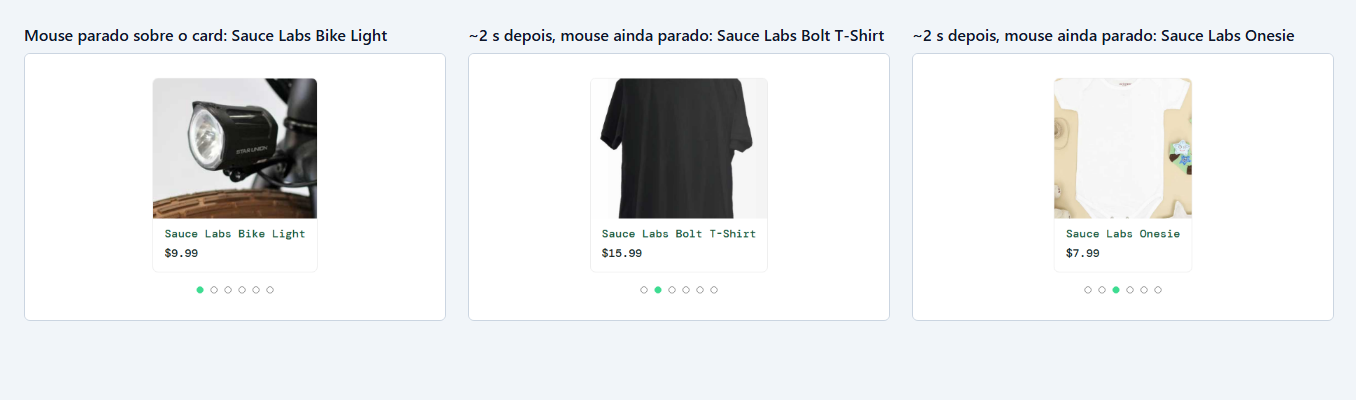 Mouse parado sobre o card: Sauce Labs Bike Light
~2 s depois, mouse ainda parado: Sauce Labs Bolt T-Shirt
~2 s depois, mouse ainda parado: Sauce Labs Onesie
STAR UNION
Sauce Labs Bike Light
$9.99
Sauce Labs Bolt T-Shirt
$15.99
Sauce Labs Onesie
$7.99